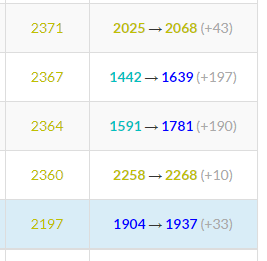 2371 2025 → 2068 (+43)
2367 1442 → 1639 (+197)
2364 1591 → 1781 (+190)
2360 2258 → 2268 (+10)
2197 1904 → 1937 (+33)